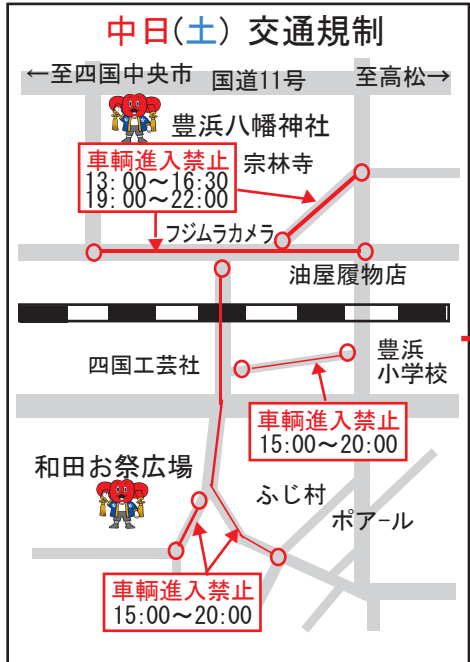 中日(土) 交通規制
←至四国中央市
国道11号
至高松→
豊浜八幡神社
車輌進入禁止
13:00～16:30
19:00～22:00
宗林寺
フジムラカメラ
油屋履物店
四国工芸社
豊浜
小学校
車輌進入禁止
15:00～20:00
和田お祭広場
ふじ村
ポアール
車輌進入禁止
15:00～20:00